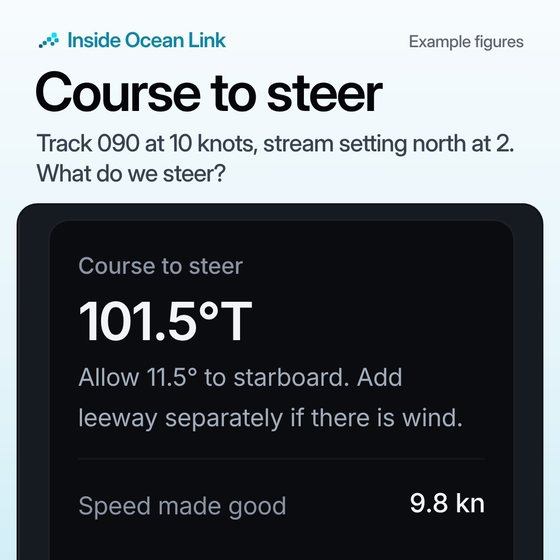 Inside Ocean Link
Example figures
Course to steer
Track 090 at 10 knots, stream setting north at 2.
What do we steer?
Course to steer
101.5°T
Allow 11.5° to starboard. Add
leeway separately if there is wind.
Speed made good
9.8 kn